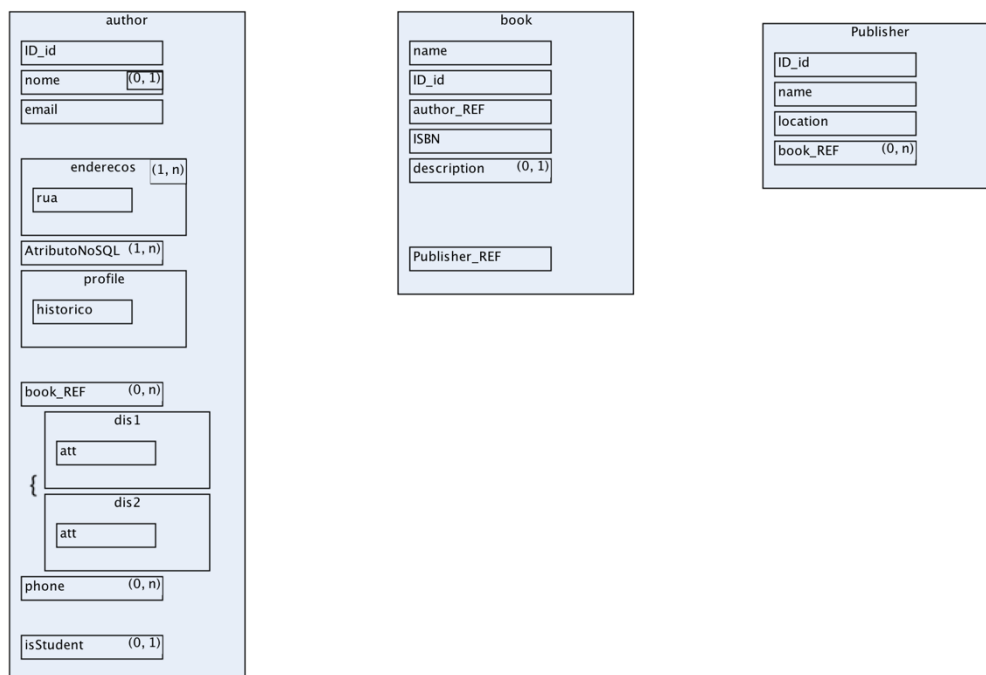 author
ID_id
nome (0, 1)
email
enderecos (1, n)
rua
AtributoNoSQL (1, n)
profile
historico
book_REF (0, n)
{
dis1
att
dis2
att
phone (0, n)
isStudent (0, 1)
book
name
ID_id
author_REF
ISBN
description (0, 1)
Publisher_REF
Publisher
ID_id
name
location
book_REF (0, n)